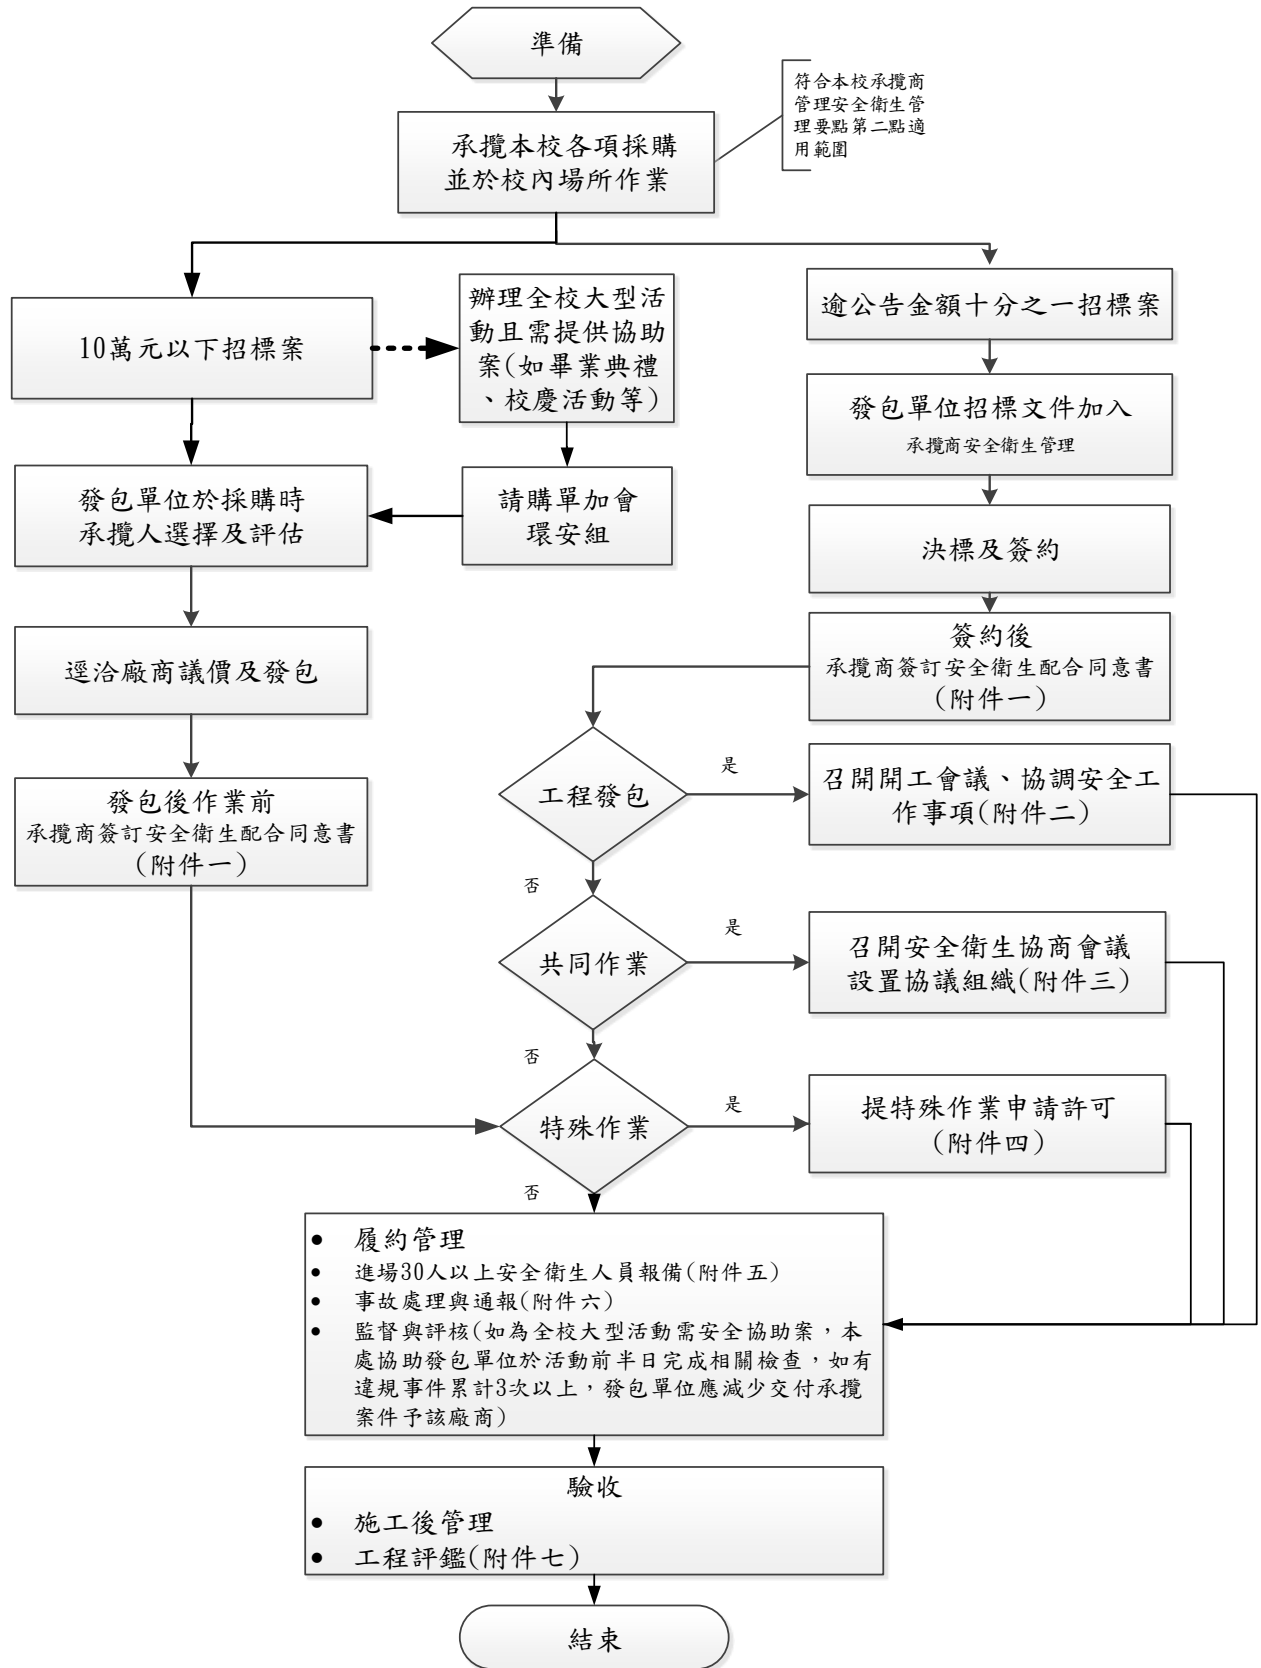 準備
符合本校承攬商
管理安全衛生管
理要點第二點適
用範圍
承攬本校各項採購
並於校內場所作業
10萬元以下招標案
辦理全校大型活
動且需提供協助
案(如畢業典禮
、校慶活動等)
逾公告金額十分之一招標案
發包單位招標文件加入
承攬商安全衛生管理
發包單位於採購時
承攬人選擇及評估
請購單加會
環安組
決標及簽約
簽約後
承攬商簽訂安全衛生配合同意書
(附件一)
逕洽廠商議價及發包
工程發包
是
召開開工會議、協調安全工
作事項(附件二)
發包後作業前
承攬商簽訂安全衛生配合同意書
(附件一)
否
共同作業
是
召開安全衛生協商會議
設置協議組織(附件三)
否
特殊作業
是
提特殊作業申請許可
(附件四)
否
• 履約管理
• 進場30人以上安全衛生人員報備(附件五)
• 事故處理與通報(附件六)
• 監督與評核(如為全校大型活動需安全協助案，本
處協助發包單位於活動前半日完成相關檢查，如有
違規事件累計3次以上，發包單位應減少交付承攬
案件予該廠商)
驗收
• 施工後管理
• 工程評鑑(附件七)
結束